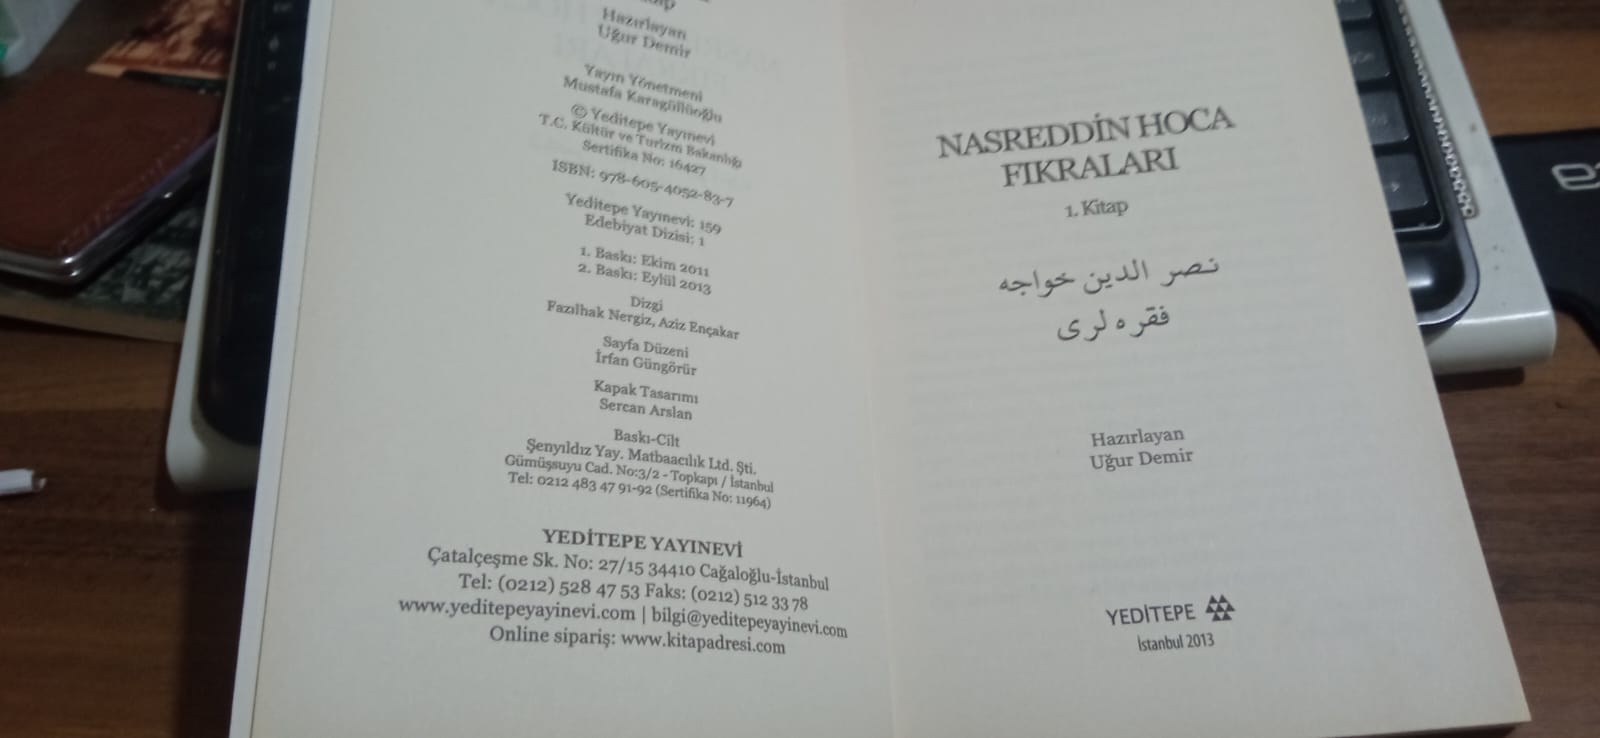 Hazırlayan
Uğur Demir
Yayın Yönetmeni
Mustafa Karagüllüoğlu
© Yeditepe Yayınevi
T.C. Kültür ve Turizm Bakanlığı
Sertifika No: 16427
ISBN: 978-605-4052-83-7
Yeditepe Yayınevi: 159
Edebiyat Dizisi: 1
1. Baskı: Ekim 2011
2. Baskı: Eylül 2013
Dizgi
Fazılhak Nergiz, Aziz Ençakar
Sayfa Düzeni
İrfan Güngörür
Kapak Tasarımı
Sercan Arslan
Baskı-Cilt
Şenyıldız Yay. Matbaacılık Ltd. Şti.
Gümüşsuyu Cad. No:3/2 - Topkapı / İstanbul
Tel: 0212 483 47 91-92 (Sertifika No: 11964)
YEDİTEPE YAYINEVİ
Çatalçeşme Sk. No: 27/15 34410 Cağaloğlu-İstanbul
Tel: (0212) 528 47 53 Faks: (0212) 512 33 78
www.yeditepeyayinevi.com | bilgi@yeditepeyayinevi.com
Online sipariş: www.kitapadresi.com
NASREDDİN HOCA
FIKRALARI
1. Kitap
نصر الدين خواجه
فقره لری
Hazırlayan
Uğur Demir
YEDİTEPE
İstanbul 2013